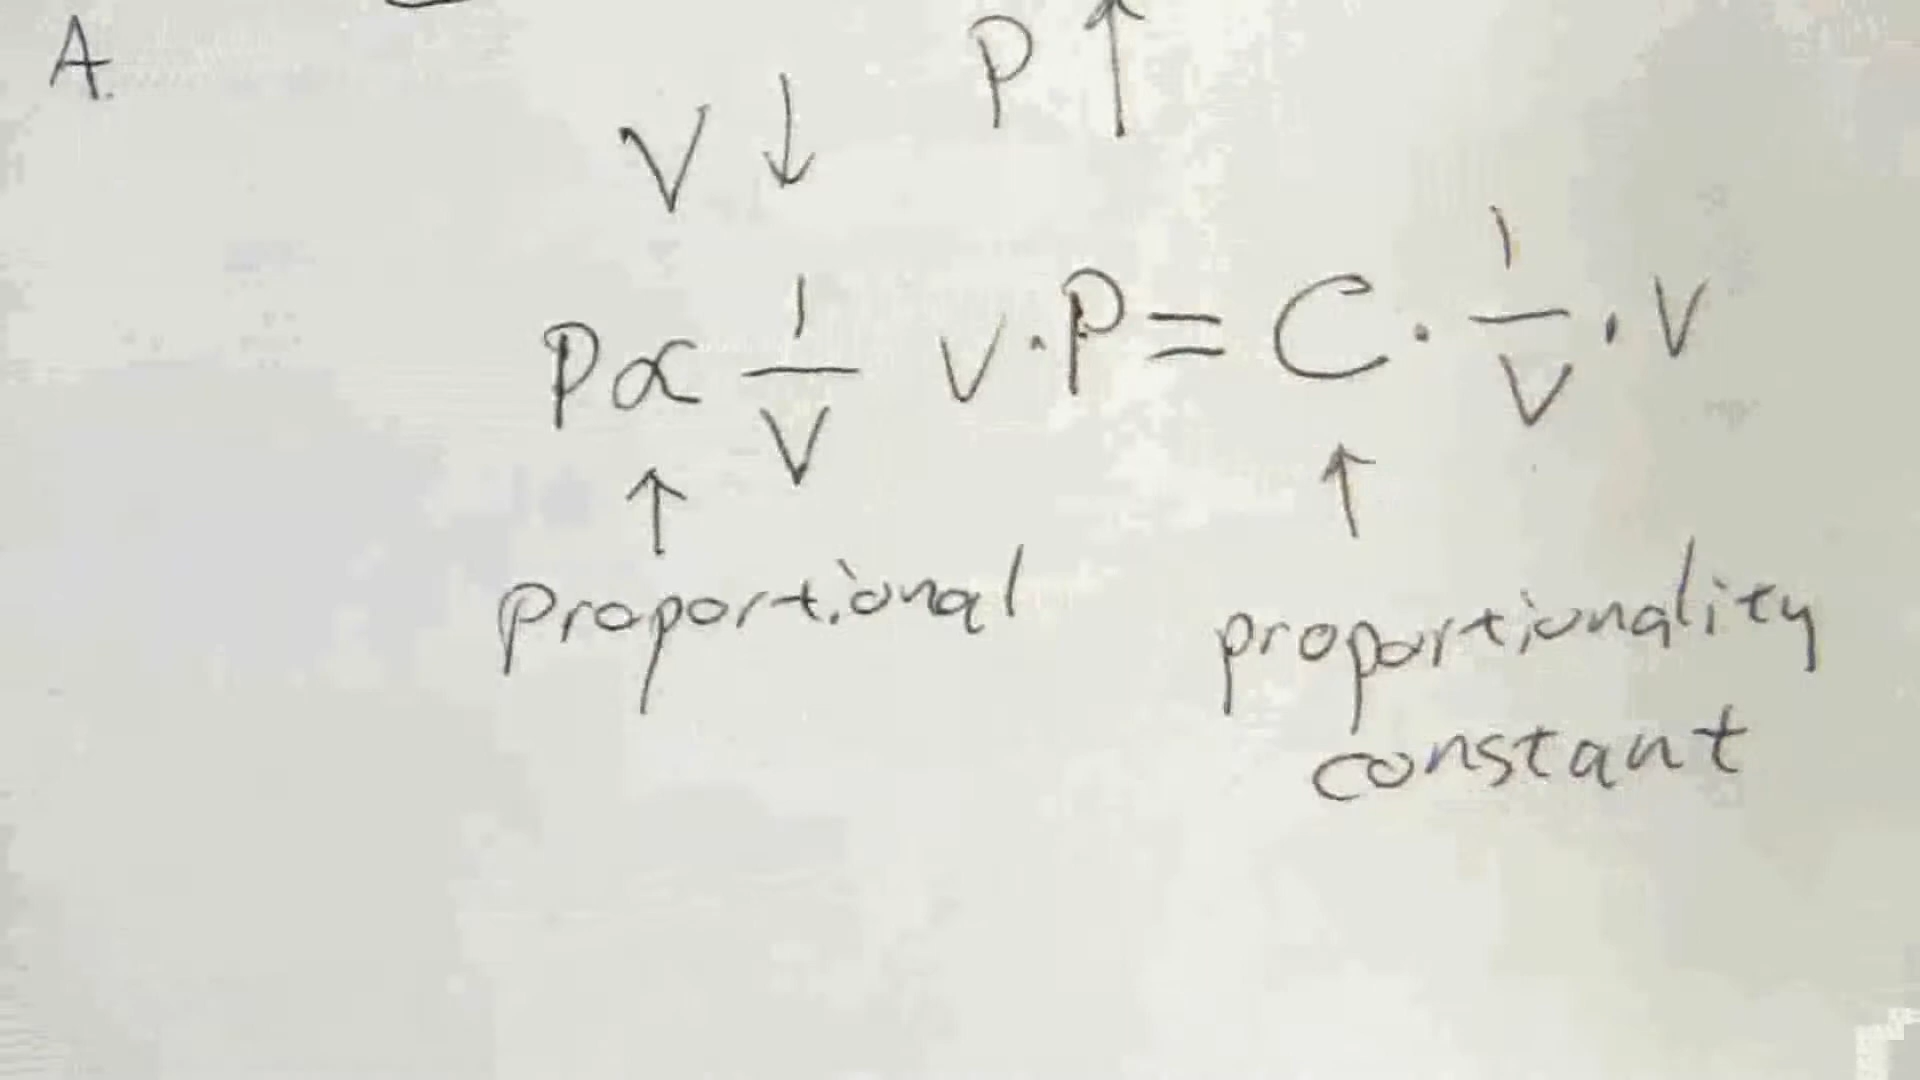 A.
V ↓ P ↑
P ∝ 1/V V · P = C · 1/V · V
↑ ↑
proportional
proportionality
constant